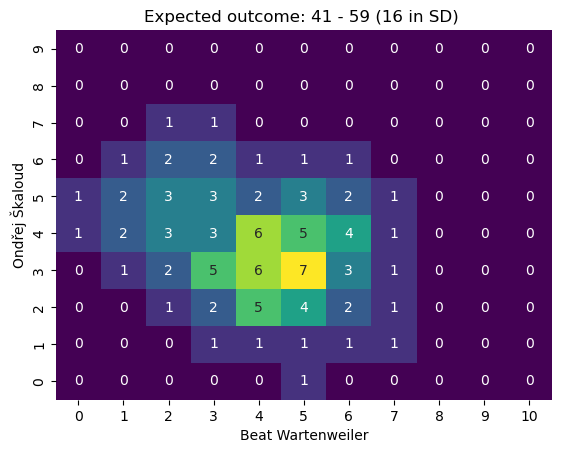 Expected outcome: 41 - 59 (16 in SD)
9 0 0 0 0 0 0 0 0 0 0 0
8 0 0 0 0 0 0 0 0 0 0 0
7 0 0 1 1 0 0 0 0 0 0 0
6 0 1 2 2 1 1 1 0 0 0 0
5 1 2 3 3 2 3 2 1 0 0 0
4 1 2 3 3 6 5 4 1 0 0 0
3 0 1 2 5 6 7 3 1 0 0 0
2 0 0 1 2 5 4 2 1 0 0 0
1 0 0 0 1 1 1 1 1 0 0 0
0 0 0 0 0 0 1 0 0 0 0 0
0 1 2 3 4 5 6 7 8 9 10
Ondřej Škaloud
Beat Wartenweiler